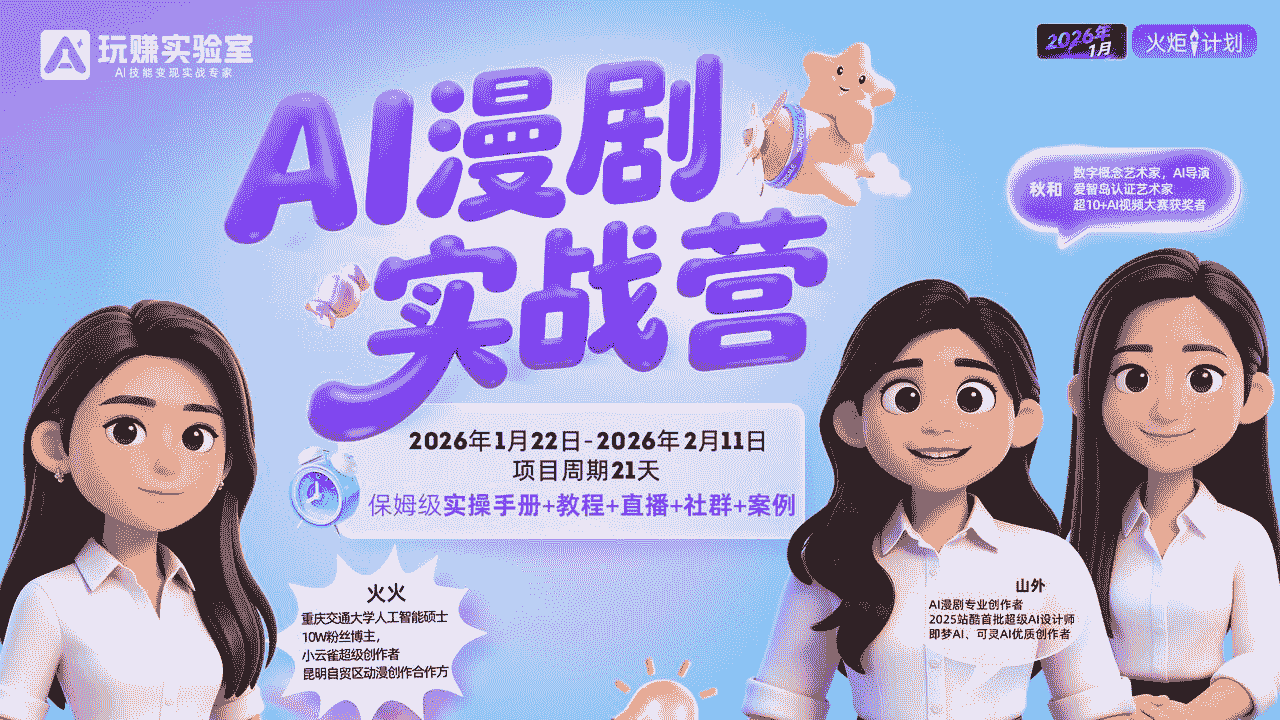 玩赚实验室
AI技能变现实战专家
2026年
1月
火炬计划
AI漫剧
实战营
秋和
数字概念艺术家，AI导演
爱智岛认证艺术家
超10+AI视频大赛获奖者
2026年1月22日-2026年2月11日
项目周期21天
保姆级实操手册+教程+直播+社群+案例
火火
重庆交通大学人工智能硕士
10W粉丝博主，
小云雀超级创作者
昆明自贸区动漫创作合作方
山外
AI漫剧专业创作者
2025站酷首批超级AI设计师
即梦AI、可灵AI优质创作者